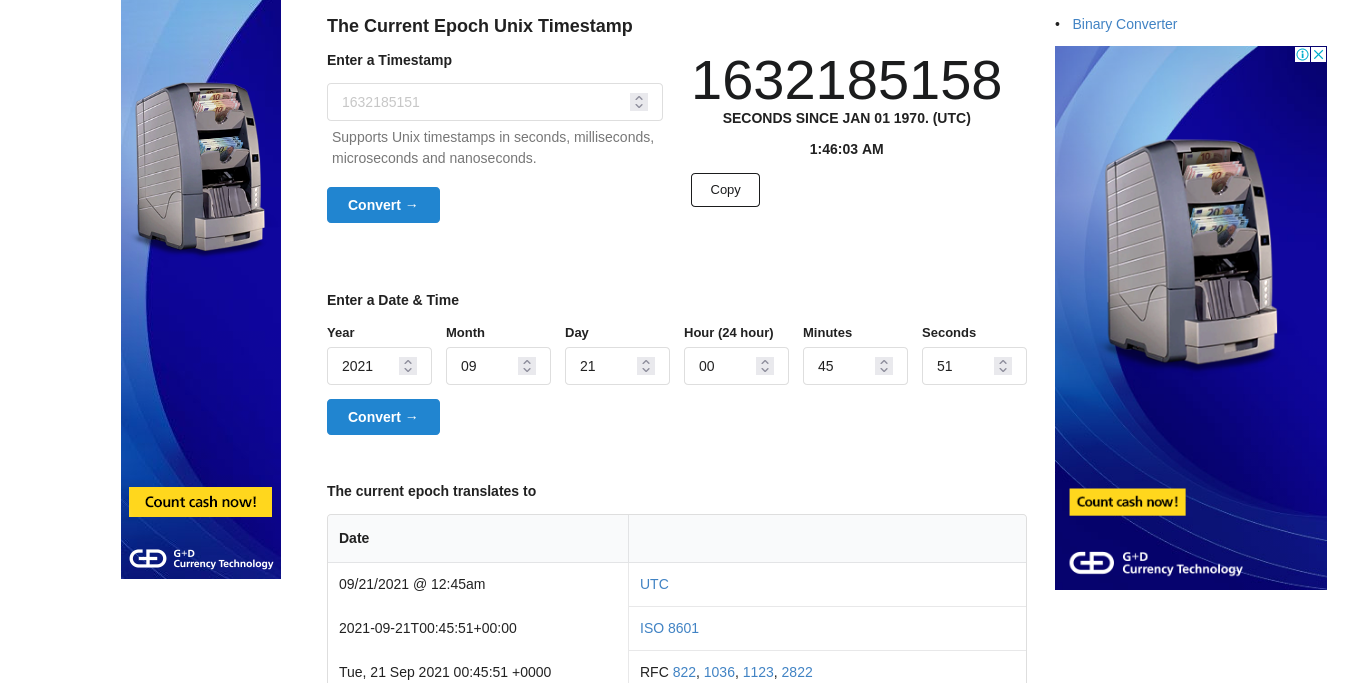 The Current Epoch Unix Timestamp
Enter a Timestamp
1632185151
Supports Unix timestamps in seconds, milliseconds,
microseconds and nanoseconds.
Convert →
1632185158
SECONDS SINCE JAN 01 1970. (UTC)
1:46:03 AM
Copy
Enter a Date & Time
Year Month Day Hour (24 hour) Minutes Seconds
2021 09 21 00 45 51
Convert →
The current epoch translates to
Date
09/21/2021 @ 12:45am UTC
2021-09-21T00:45:51+00:00 ISO 8601
Tue, 21 Sep 2021 00:45:51 +0000 RFC 822, 1036, 1123, 2822
Count cash now!
G+D
Currency Technology
• Binary Converter
Count cash now!
G+D
Currency Technology